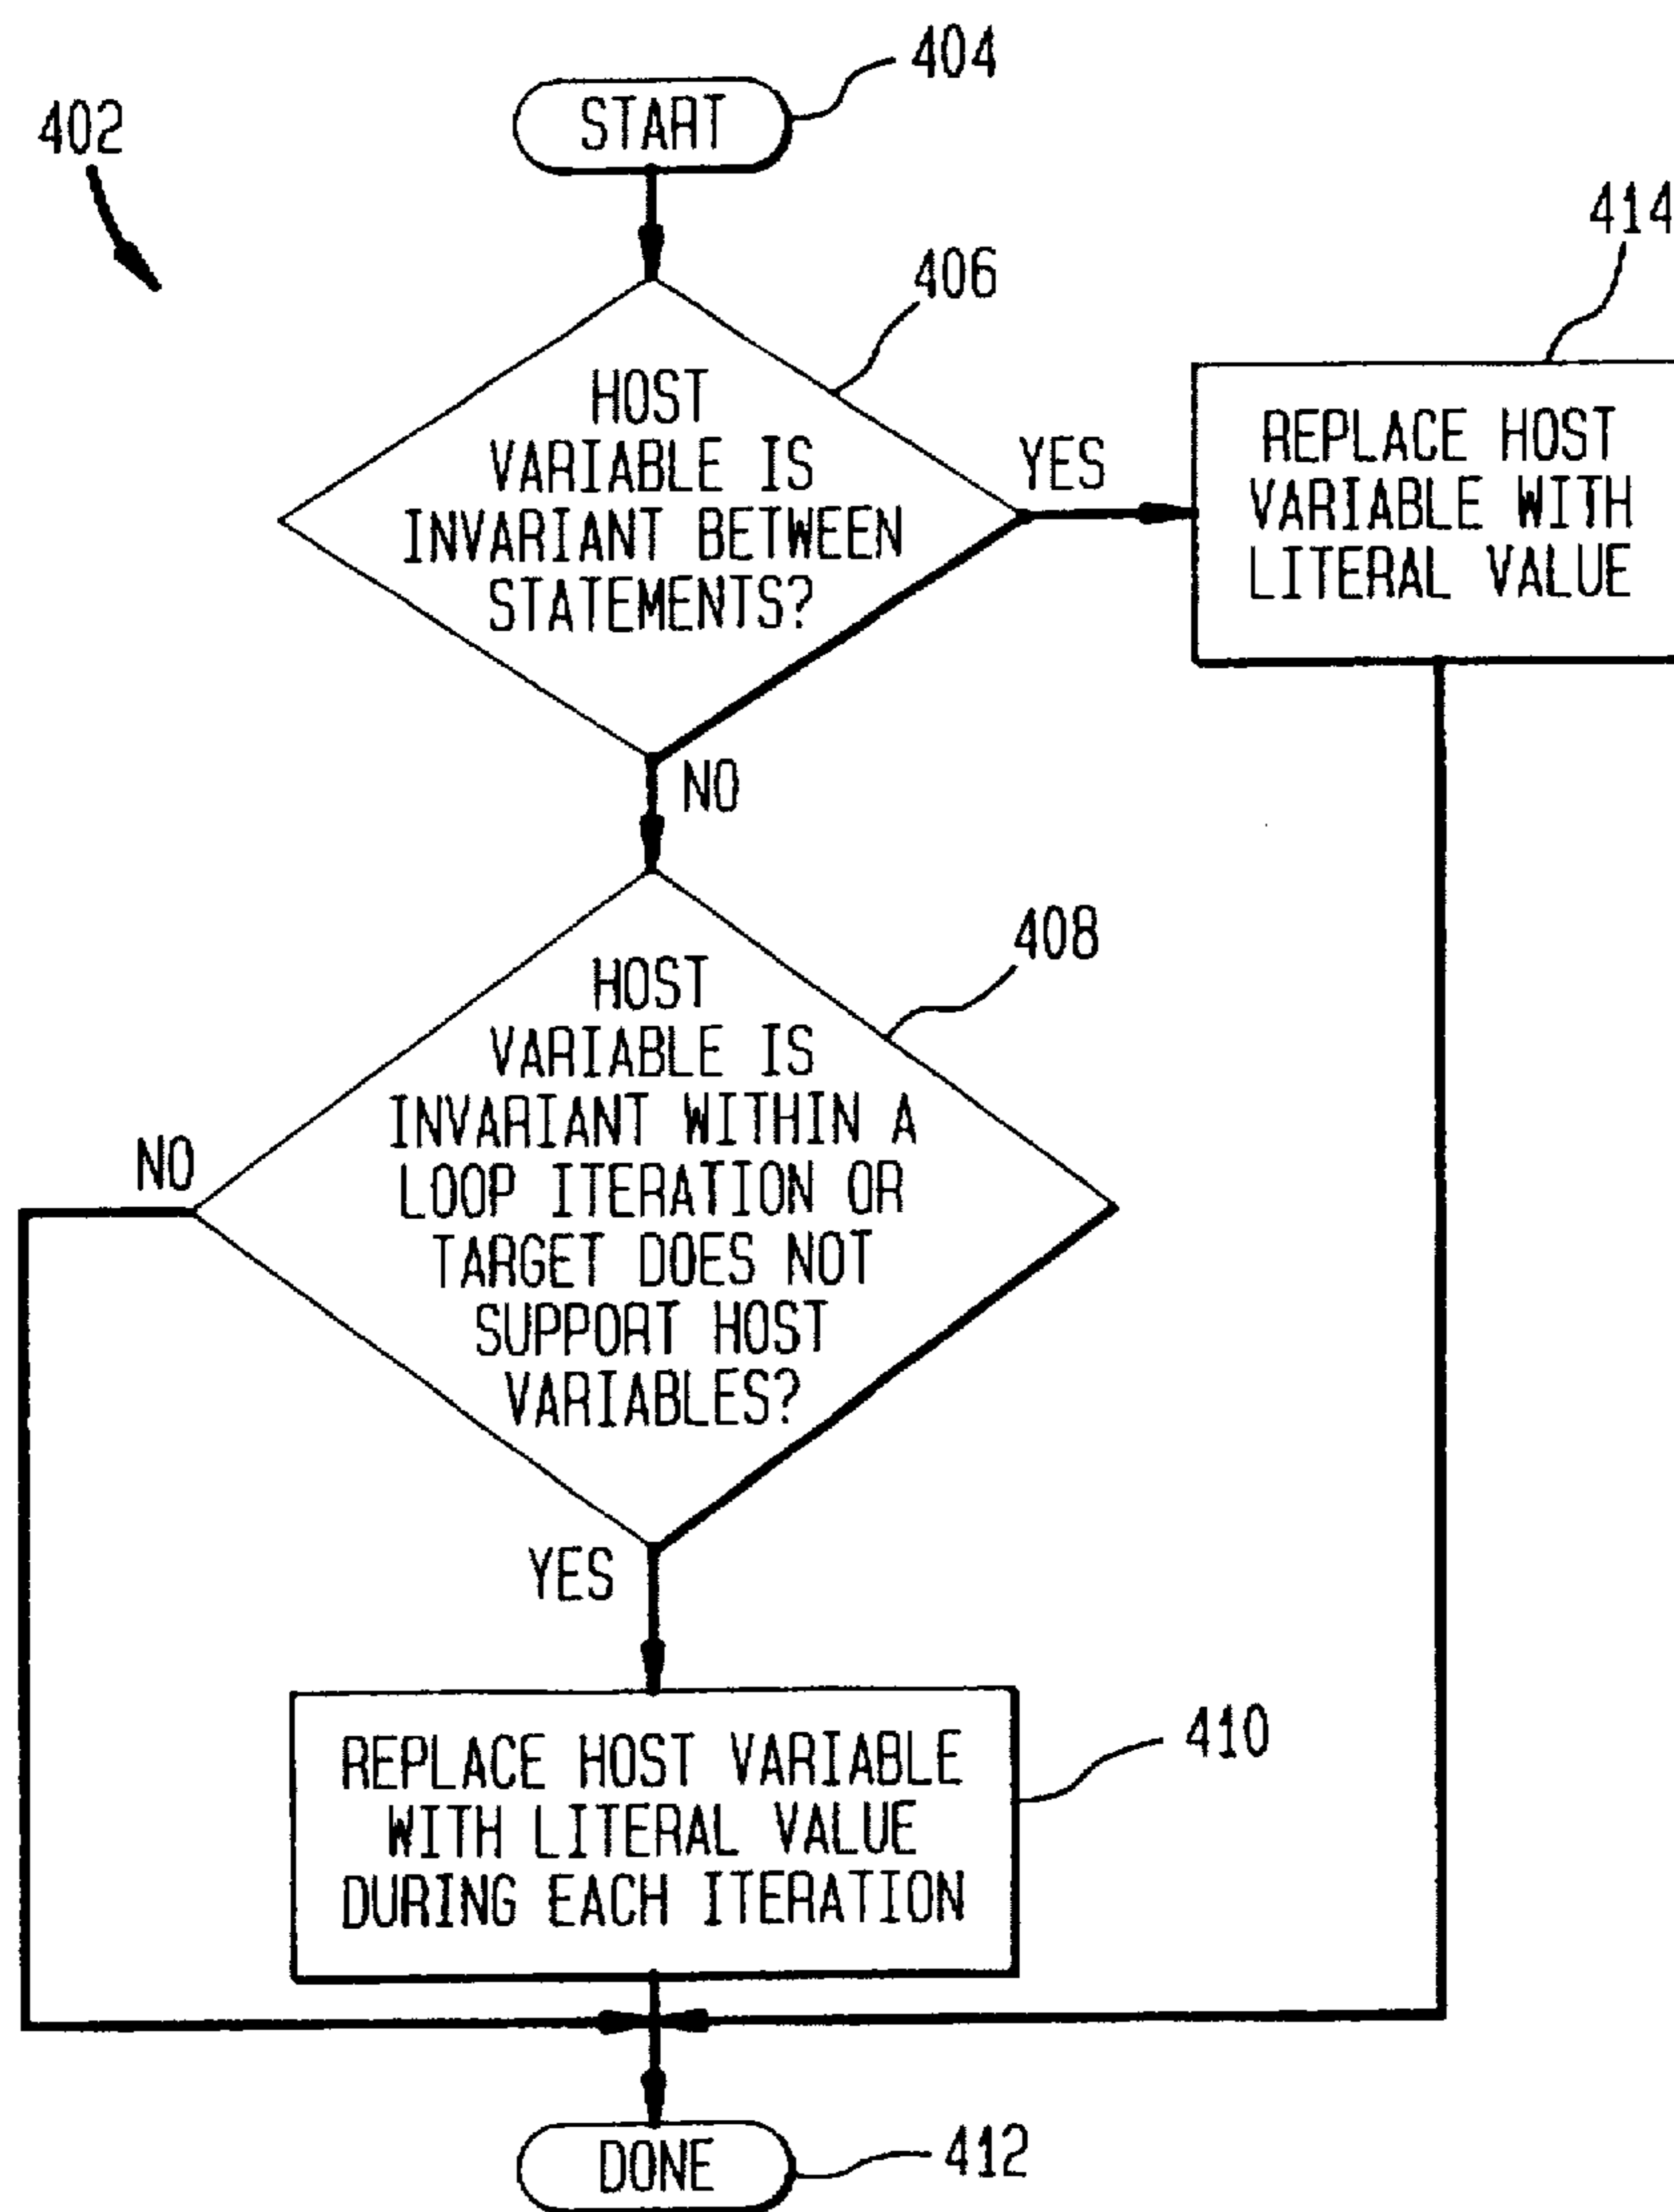 404
START
402
414
406
HOST
VARIABLE IS
INVARIANT BETWEEN
STATEMENTS?
YES
REPLACE HOST
VARIABLE WITH
LITERAL VALUE
NO
408
HOST
VARIABLE IS
INVARIANT WITHIN A
LOOP ITERATION OR
TARGET DOES NOT
SUPPORT HOST
VARIABLES?
NO
YES
410
REPLACE HOST VARIABLE
WITH LITERAL VALUE
DURING EACH ITERATION
DONE
412